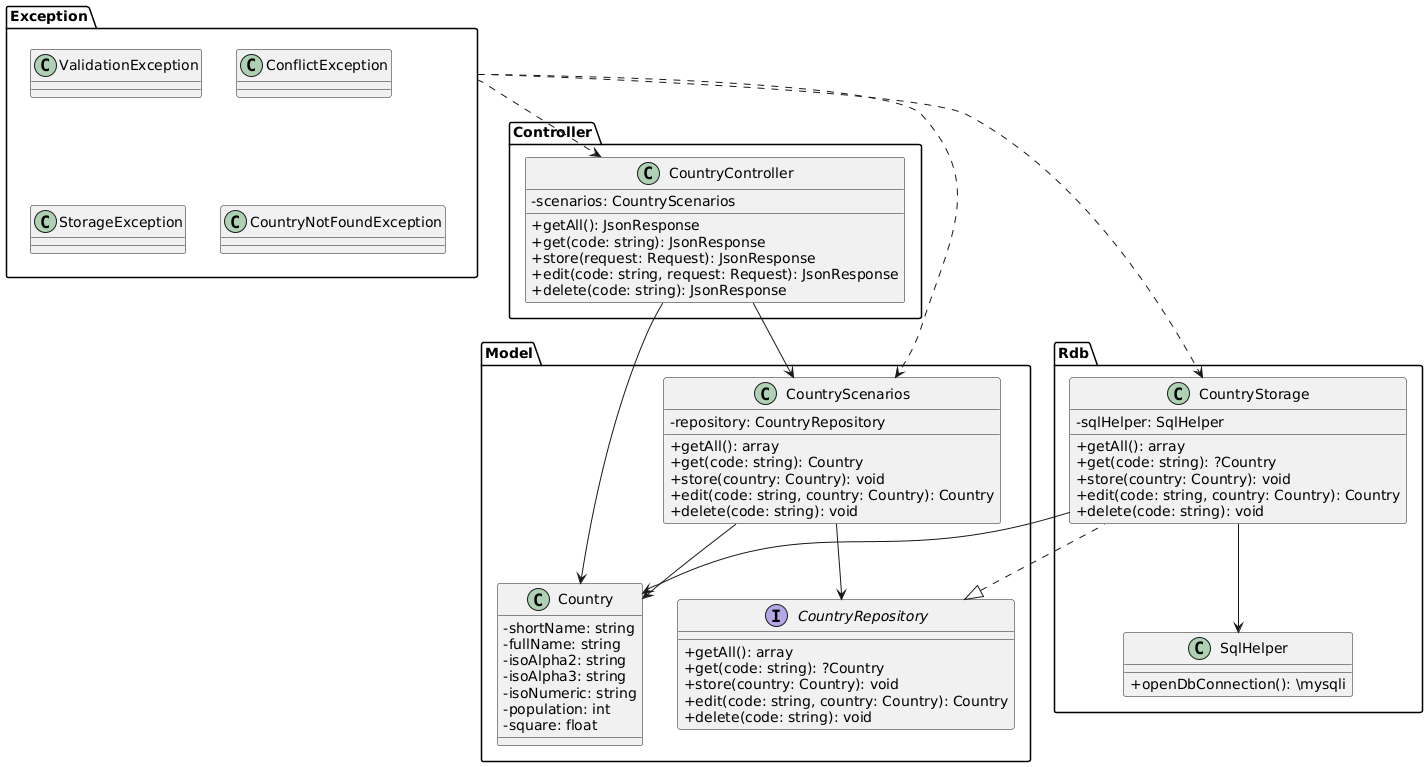 Exception
C ValidationException
C ConflictException
C StorageException
C CountryNotFoundException
Controller
C CountryController
-scenarios: CountryScenarios
+getAll(): JsonResponse
+get(code: string): JsonResponse
+store(request: Request): JsonResponse
+edit(code: string, request: Request): JsonResponse
+delete(code: string): JsonResponse
Model
C CountryScenarios
-repository: CountryRepository
+getAll(): array
+get(code: string): Country
+store(country: Country): void
+edit(code: string, country: Country): Country
+delete(code: string): void
C Country
-shortName: string
-fullName: string
-isoAlpha2: string
-isoAlpha3: string
-isoNumeric: string
-population: int
-square: float
I CountryRepository
+getAll(): array
+get(code: string): ?Country
+store(country: Country): void
+edit(code: string, country: Country): Country
+delete(code: string): void
Rdb
C CountryStorage
-sqlHelper: SqlHelper
+getAll(): array
+get(code: string): ?Country
+store(country: Country): void
+edit(code: string, country: Country): Country
+delete(code: string): void
C SqlHelper
+openDbConnection(): \mysqli